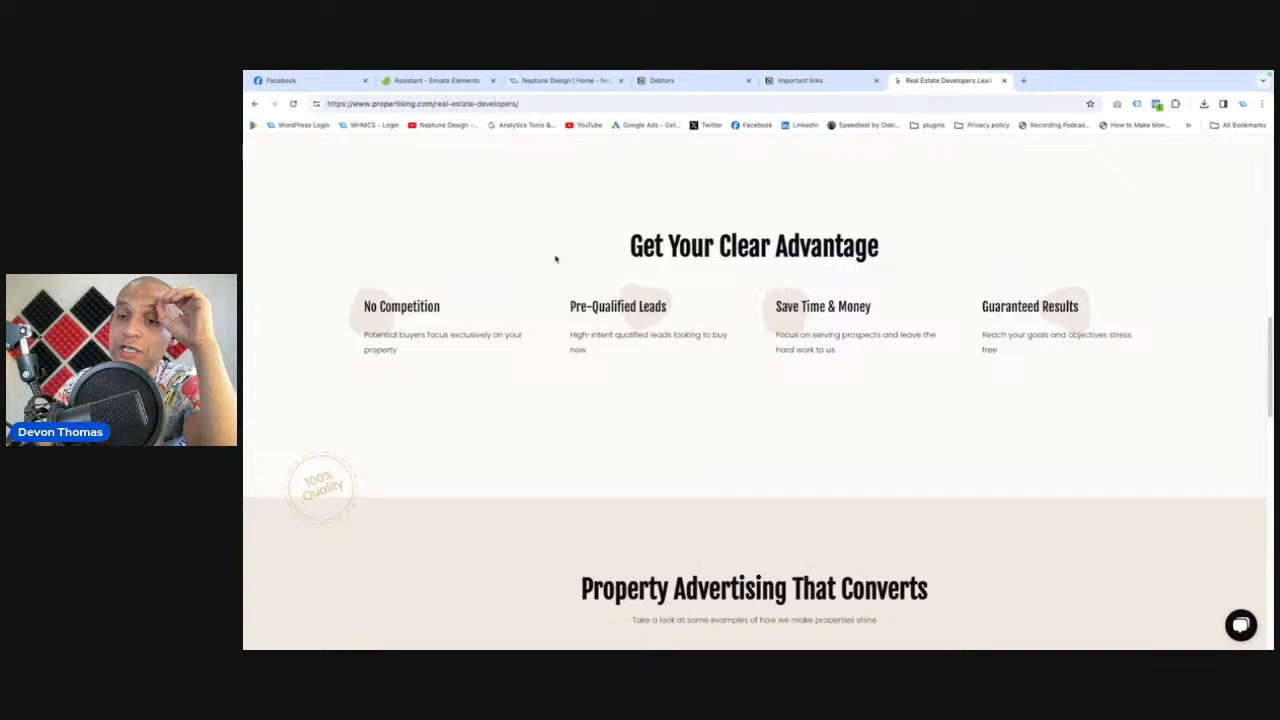 Facebook
Assistant - Envato Elements
Neptune Design | Home - Ne
Debtors
Important links
Real Estate Developers Lead
https://www.propertising.com/real-estate-developers/
WordPress Login
WHMCS - Login
Neptune Design -...
Analytics Tools &...
YouTube
Google Ads - Get...
Twitter
Facebook
LinkedIn
Speedtest by Ookl...
plugins
Privacy policy
Recording Podcas...
How to Make Mon...
»
All Bookmarks
Get Your Clear Advantage
No Competition
Potential buyers focus exclusively on your
property
Pre-Qualified Leads
High-intent qualified leads looking to buy
now
Save Time & Money
Focus on serving prospects and leave the
hard work to us
Guaranteed Results
Reach your goals and objectives stress
free
Devon Thomas
100%
Quality
Property Advertising That Converts
Take a look at some examples of how we make properties shine